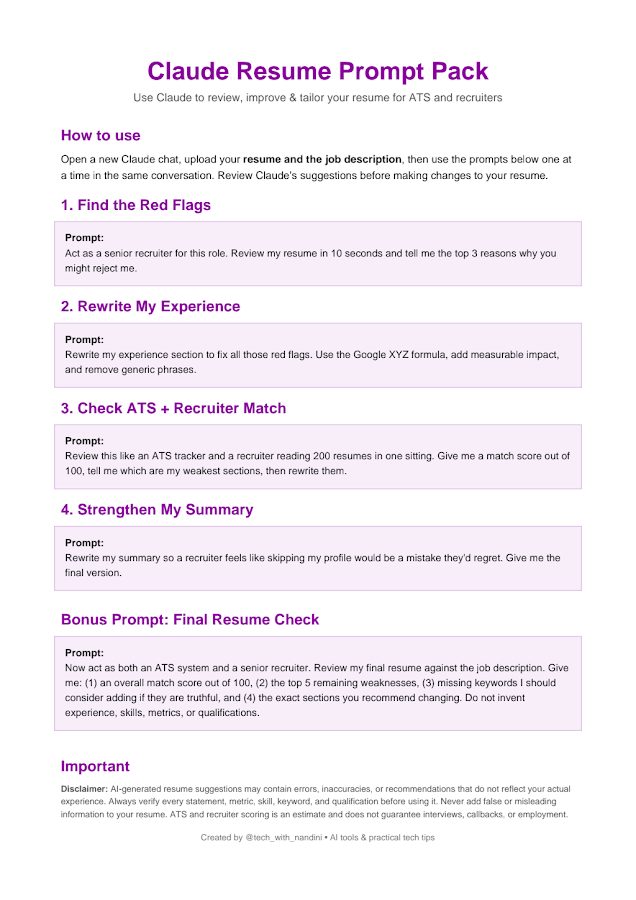 Claude Resume Prompt Pack
Use Claude to review, improve & tailor your resume for ATS and recruiters
How to use
Open a new Claude chat, upload your resume and the job description, then use the prompts below one at
a time in the same conversation. Review Claude's suggestions before making changes to your resume.
1. Find the Red Flags
Prompt:
Act as a senior recruiter for this role. Review my resume in 10 seconds and tell me the top 3 reasons why you
might reject me.
2. Rewrite My Experience
Prompt:
Rewrite my experience section to fix all those red flags. Use the Google XYZ formula, add measurable impact,
and remove generic phrases.
3. Check ATS + Recruiter Match
Prompt:
Review this like an ATS tracker and a recruiter reading 200 resumes in one sitting. Give me a match score out of
100, tell me which are my weakest sections, then rewrite them.
4. Strengthen My Summary
Prompt:
Rewrite my summary so a recruiter feels like skipping my profile would be a mistake they'd regret. Give me the
final version.
Bonus Prompt: Final Resume Check
Prompt:
Now act as both an ATS system and a senior recruiter. Review my final resume against the job description. Give
me: (1) an overall match score out of 100, (2) the top 5 remaining weaknesses, (3) missing keywords I should
consider adding if they are truthful, and (4) the exact sections you recommend changing. Do not invent
experience, skills, metrics, or qualifications.
Important
Disclaimer: AI-generated resume suggestions may contain errors, inaccuracies, or recommendations that do not reflect your actual
experience. Always verify every statement, metric, skill, keyword, and qualification before using it. Never add false or misleading
information to your resume. ATS and recruiter scoring is an estimate and does not guarantee interviews, callbacks, or employment.
Created by @tech_with_nandini • AI tools & practical tech tips